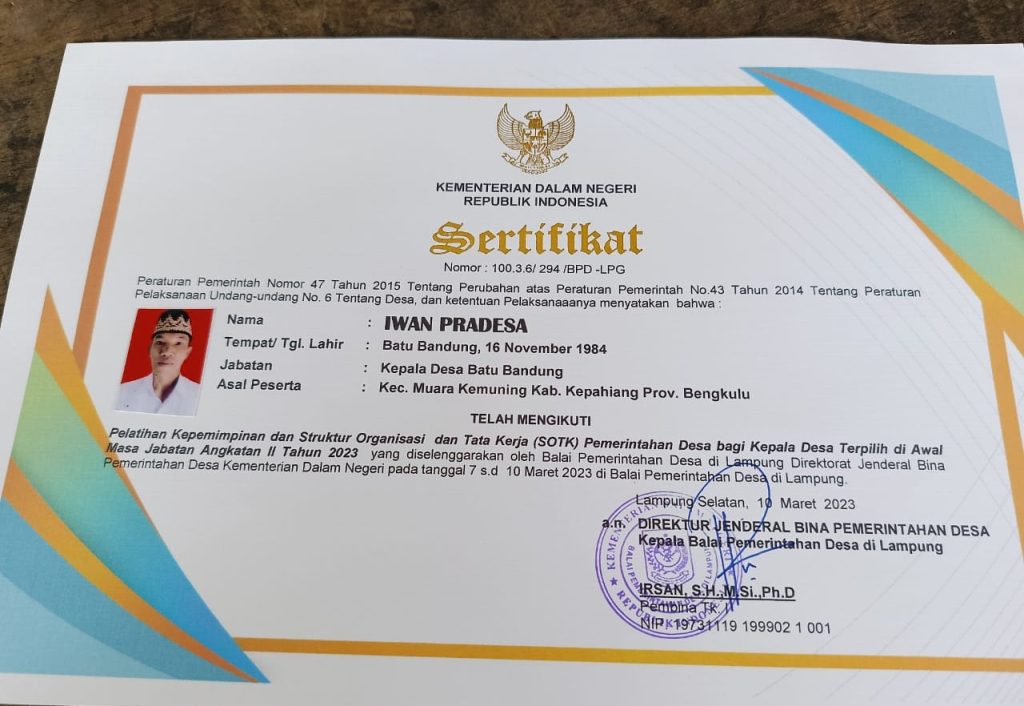 KEMENTERIAN DALAM NEGERI
REPUBLIK INDONESIA
Sertifikat
Nomor : 100.3.6/ 294 /BPD -LPG
Peraturan Pemerintah Nomor 47 Tahun 2015 Tentang Perubahan atas Peraturan Pemerintah No.43 Tahun 2014 Tentang Peraturan
Pelaksanaan Undang-undang No. 6 Tentang Desa, dan ketentuan Pelaksanaaanya menyatakan bahwa :
Nama : IWAN PRADESA
Tempat/ Tgl. Lahir : Batu Bandung, 16 November 1984
Jabatan : Kepala Desa Batu Bandung
Asal Peserta : Kec. Muara Kemuning Kab. Kepahiang Prov. Bengkulu
TELAH MENGIKUTI
Pelatihan Kepemimpinan dan Struktur Organisasi dan Tata Kerja (SOTK) Pemerintahan Desa bagi Kepala Desa Terpilih di Awal
Masa Jabatan Angkatan II Tahun 2023 yang diselenggarakan oleh Balai Pemerintahan Desa di Lampung Direktorat Jenderal Bina
Pemerintahan Desa Kementerian Dalam Negeri pada tanggal 7 s.d 10 Maret 2023 di Balai Pemerintahan Desa di Lampung.
Lampung Selatan, 10 Maret 2023
a.n. DIREKTUR JENDERAL BINA PEMERINTAHAN DESA
Kepala Balai Pemerintahan Desa di Lampung
IRSAN, S.H.,M.Si.,Ph.D
Pembina Tk. I
NIP 19731119 199902 1 001